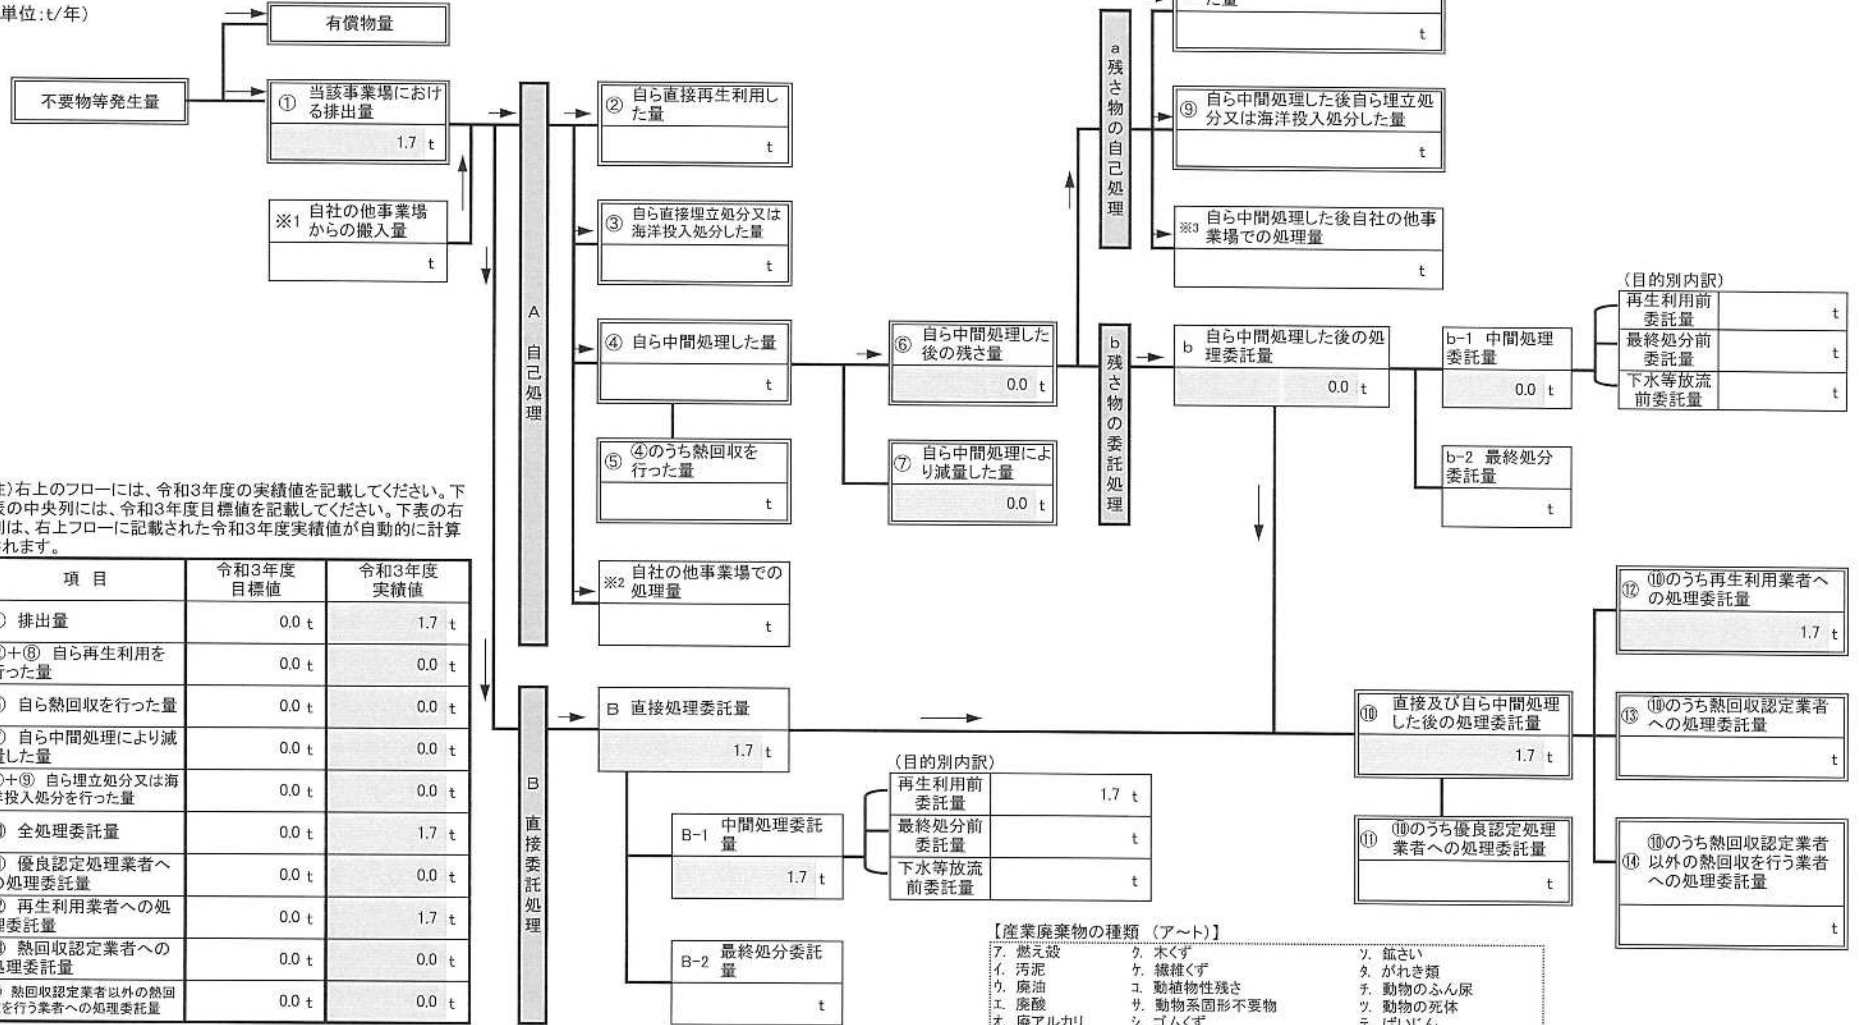 単位:t/年)
有償物量
不要物等発生量
① 当該事業場におけ
る排出量
1.7 t
※1 自社の他事業場
からの搬入量
t
A 自己処理
② 自ら直接再生利用し
た量
t
③ 自ら直接埋立処分又は
海洋投入処分した量
t
④ 自ら中間処理した量
t
⑤ ④のうち熱回収を
行った量
t
※2 自社の他事業場での
処理量
t
⑥ 自ら中間処理した
後の残さ量
0.0 t
⑦ 自ら中間処理によ
り減量した量
0.0 t
a 残さ物の自己処理
た量
t
⑨ 自ら中間処理した後自ら埋立処
分又は海洋投入処分した量
t
※3 自ら中間処理した後自社の他事
業場での処理量
t
b 残さ物の委託処理
b 自ら中間処理した後の処
理委託量
0.0 t
b-1 中間処理
委託量
0.0 t
(目的別内訳)
再生利用前
委託量 t
最終処分前
委託量 t
下水等放流
前委託量 t
b-2 最終処分
委託量
t
主)右上のフローには、令和3年度の実績値を記載してください。下
表の中央列には、令和3年度目標値を記載してください。下表の右
列は、右上フローに記載された令和3年度実績値が自動的に計算
されます。
項 目 令和3年度 令和3年度
目標値 実績値
排出量 0.0 t 1.7 t
+⑧ 自ら再生利用を
行った量 0.0 t 0.0 t
自ら熱回収を行った量 0.0 t 0.0 t
自ら中間処理により減
量した量 0.0 t 0.0 t
+⑨ 自ら埋立処分又は海
洋投入処分を行った量 0.0 t 0.0 t
全処理委託量 0.0 t 1.7 t
優良認定処理業者へ
の処理委託量 0.0 t 0.0 t
再生利用業者への処
理委託量 0.0 t 1.7 t
熱回収認定業者への
処理委託量 0.0 t 0.0 t
熱回収認定業者以外の熱回
収を行う業者への処理委託量 0.0 t 0.0 t
B 直接委託処理
B 直接処理委託量
1.7 t
B-1 中間処理委託
量
1.7 t
(目的別内訳)
再生利用前
委託量 1.7 t
最終処分前
委託量 t
下水等放流
前委託量 t
B-2 最終処分委託
量
t
⑩ 直接及び自ら中間処理
した後の処理委託量
1.7 t
⑪ ⑩のうち優良認定処理
業者への処理委託量
t
⑫ ⑩のうち再生利用業者へ
の処理委託量
1.7 t
⑬ ⑩のうち熱回収認定業者
への処理委託量
t
⑭ ⑩のうち熱回収認定業者
以外の熱回収を行う業者
への処理委託量
t
【産業廃棄物の種類 (ア～ト)】
ア. 燃え殻 ク. 木くず ソ. 鉱さい
イ. 汚泥 ケ. 繊維くず タ. がれき類
ウ. 廃油 コ. 動植物性残さ チ. 動物のふん尿
エ. 廃酸 サ. 動物系固形不要物 ツ. 動物の死体
オ. 廃アルカリ シ. ゴムくず テ. ばいじん